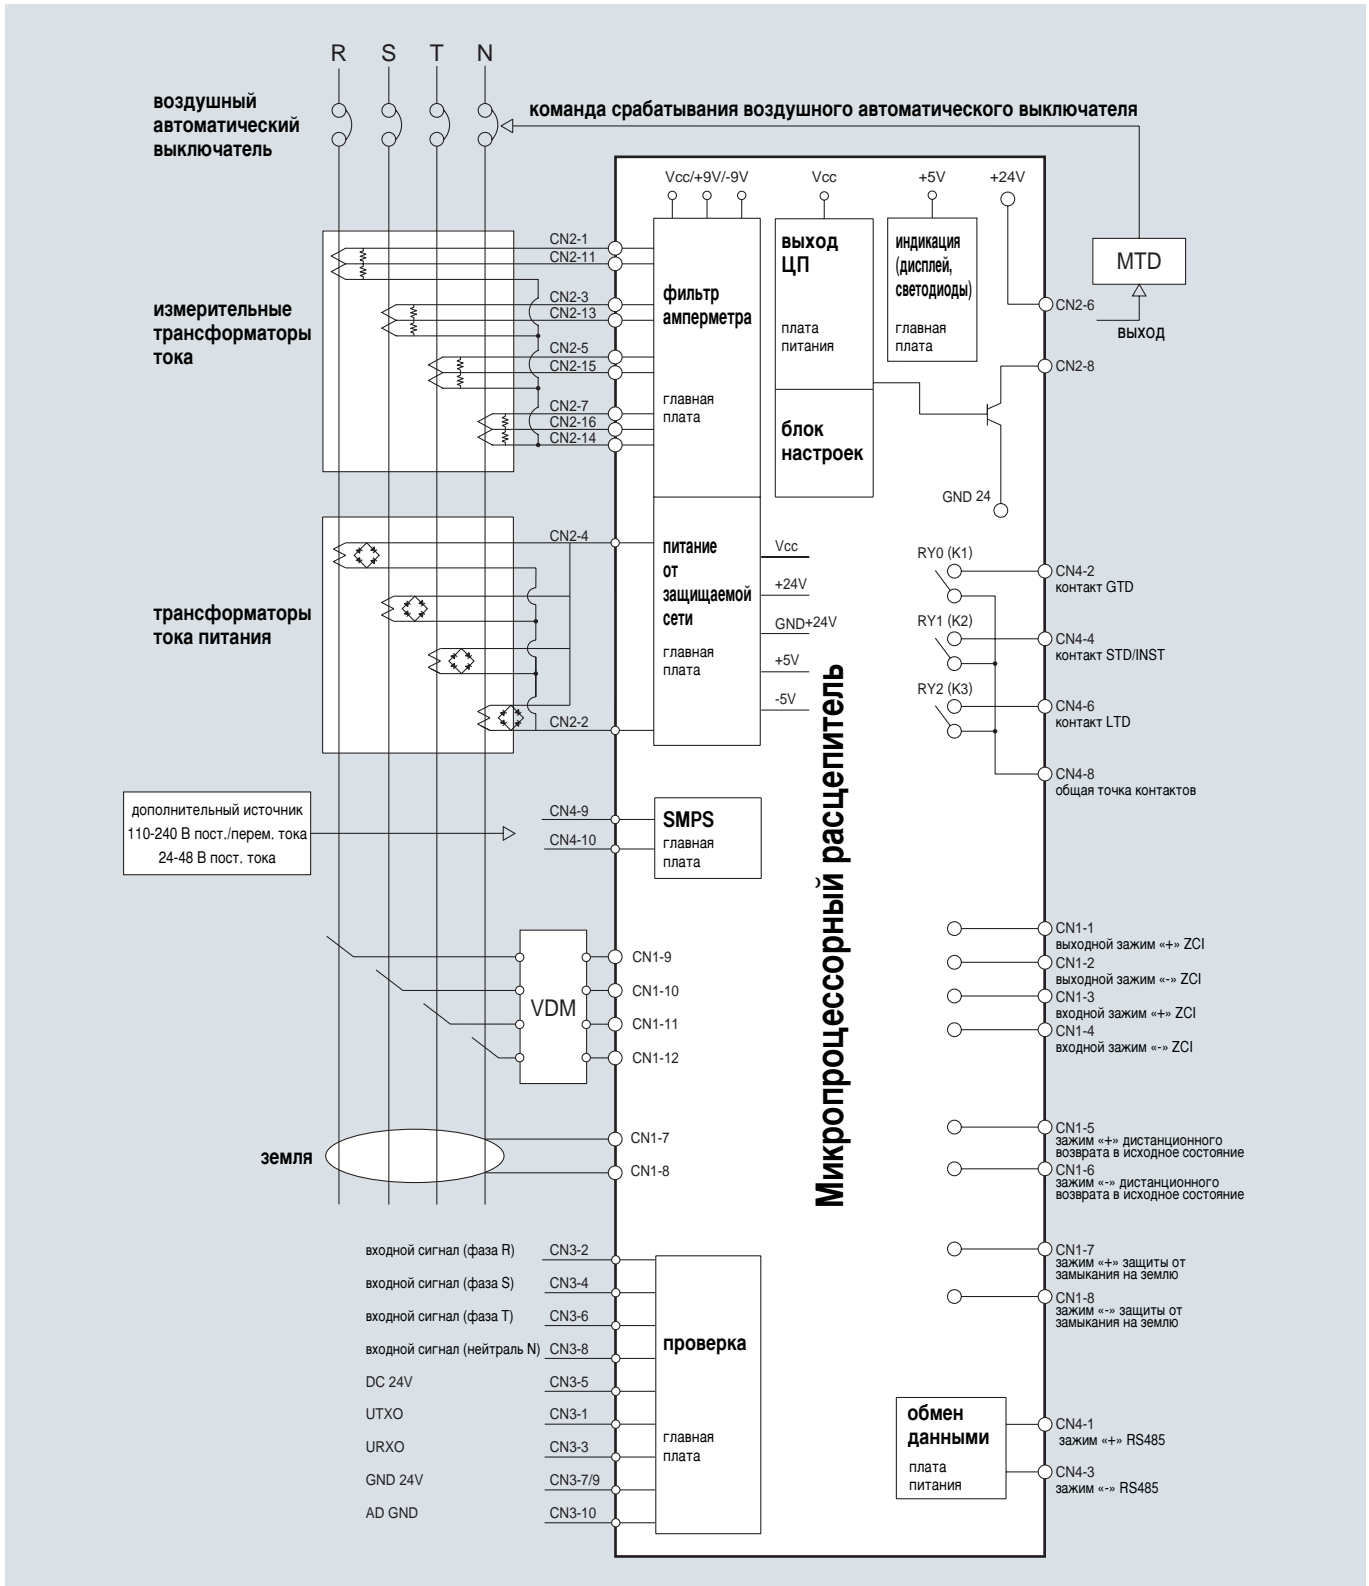 R S T N
воздушный
автоматический
выключатель
команда срабатывания воздушного автоматического выключателя
Vcc/+9V/-9V
Vcc
+5V
+24V
CN2-1
CN2-11
CN2-3
CN2-13
CN2-5
CN2-15
CN2-7
CN2-16
CN2-14
измерительные
трансформаторы
тока
фильтр
амперметра
главная
плата
выход
ЦП
плата
питания
блок
настроек
индикация
(дисплей,
светодиоды)
главная
плата
MTD
выход
CN2-6
CN2-8
GND 24
трансформаторы
тока питания
CN2-4
CN2-2
питание
от
защищаемой
сети
главная
плата
Vcc
+24V
GND+24V
+5V
-5V
RY0 (K1)
CN4-2
контакт GTD
RY1 (K2)
CN4-4
контакт STD/INST
RY2 (K3)
CN4-6
контакт LTD
CN4-8
общая точка контактов
Микропроцессорный расцепитель
дополнительный источник
110-240 В пост./перем. тока
24-48 В пост. тока
CN4-9
CN4-10
SMPS
главная
плата
VDM
CN1-9
CN1-10
CN1-11
CN1-12
CN1-1
выходной зажим «+» ZCI
CN1-2
выходной зажим «-» ZCI
CN1-3
входной зажим «+» ZCI
CN1-4
входной зажим «-» ZCI
земля
CN1-7
CN1-8
CN1-5
зажим «+» дистанционного
возврата в исходное состояние
CN1-6
зажим «-» дистанционного
возврата в исходное состояние
CN1-7
зажим «+» защиты от
замыкания на землю
CN1-8
зажим «-» защиты от
замыкания на землю
входной сигнал (фаза R) CN3-2
входной сигнал (фаза S) CN3-4
входной сигнал (фаза T) CN3-6
входной сигнал (нейтраль N) CN3-8
DC 24V CN3-5
UTXO CN3-1
URXO CN3-3
GND 24V CN3-7/9
AD GND CN3-10
проверка
главная
плата
обмен
данными
плата
питания
CN4-1
зажим «+» RS485
CN4-3
зажим «-» RS485